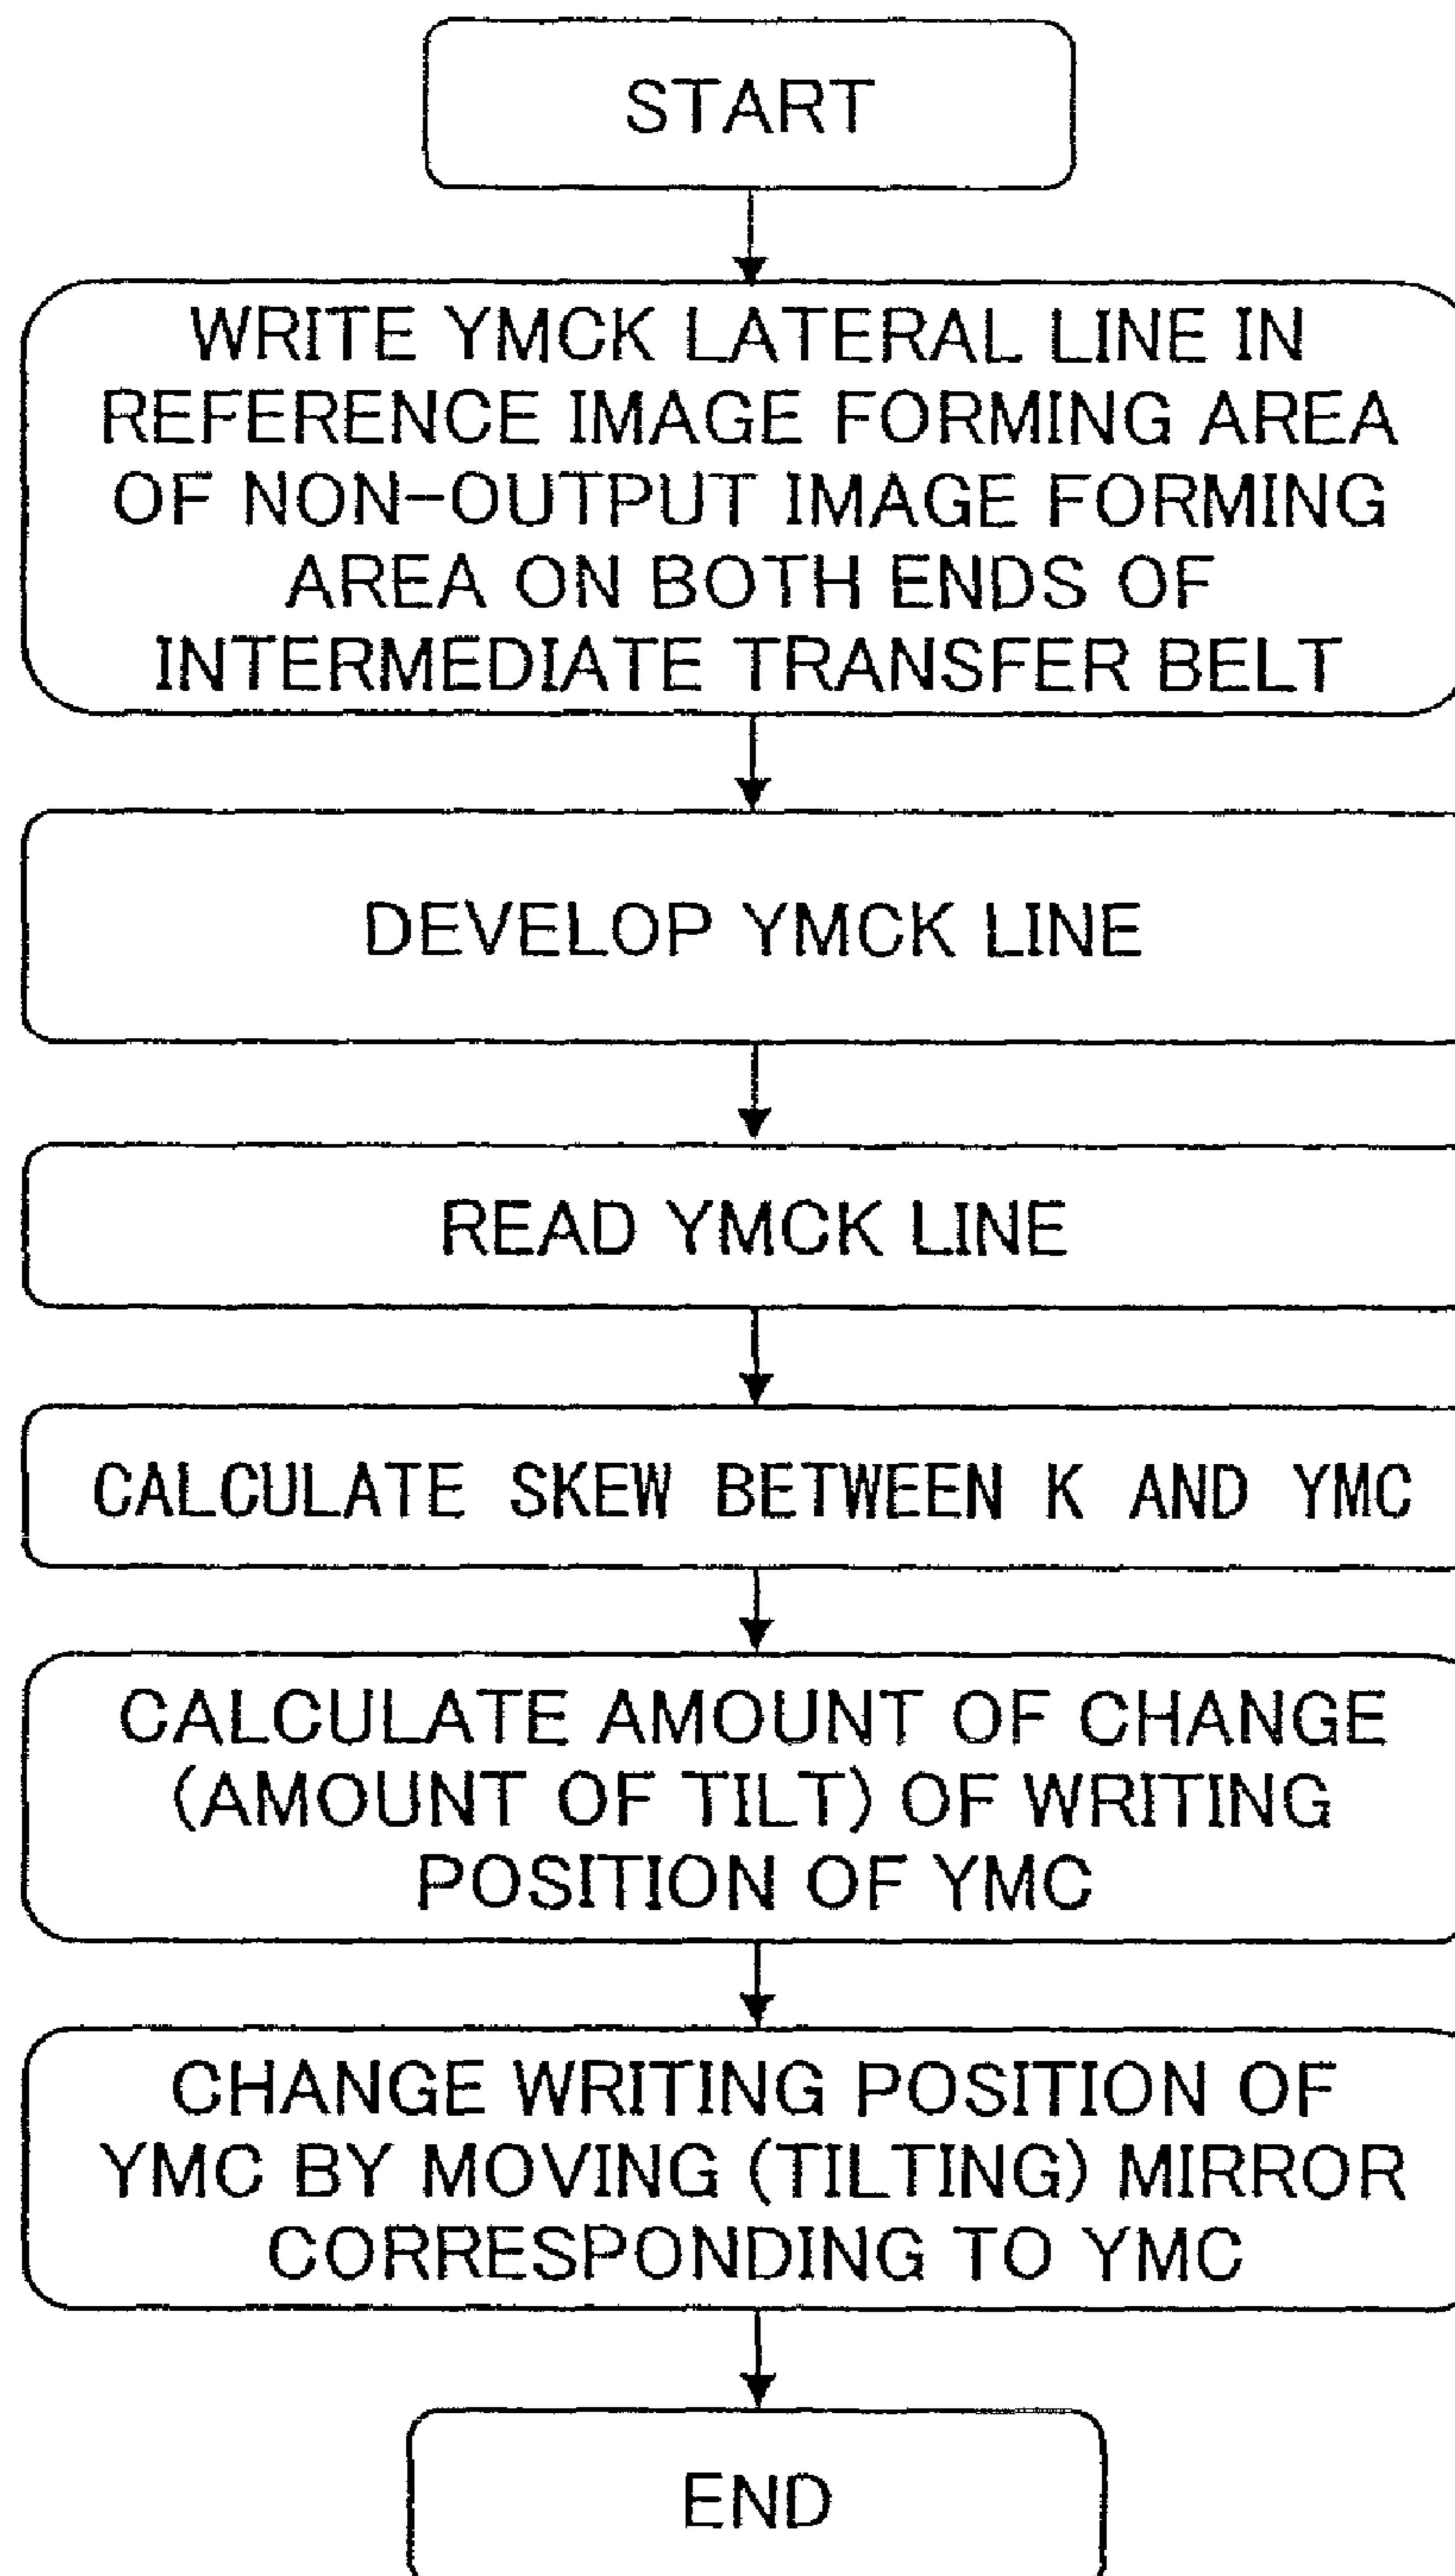 START
WRITE YMCK LATERAL LINE IN
REFERENCE IMAGE FORMING AREA
OF NON-OUTPUT IMAGE FORMING
AREA ON BOTH ENDS OF
INTERMEDIATE TRANSFER BELT
DEVELOP YMCK LINE
READ YMCK LINE
CALCULATE SKEW BETWEEN K AND YMC
CALCULATE AMOUNT OF CHANGE
(AMOUNT OF TILT) OF WRITING
POSITION OF YMC
CHANGE WRITING POSITION OF
YMC BY MOVING (TILTING) MIRROR
CORRESPONDING TO YMC
END